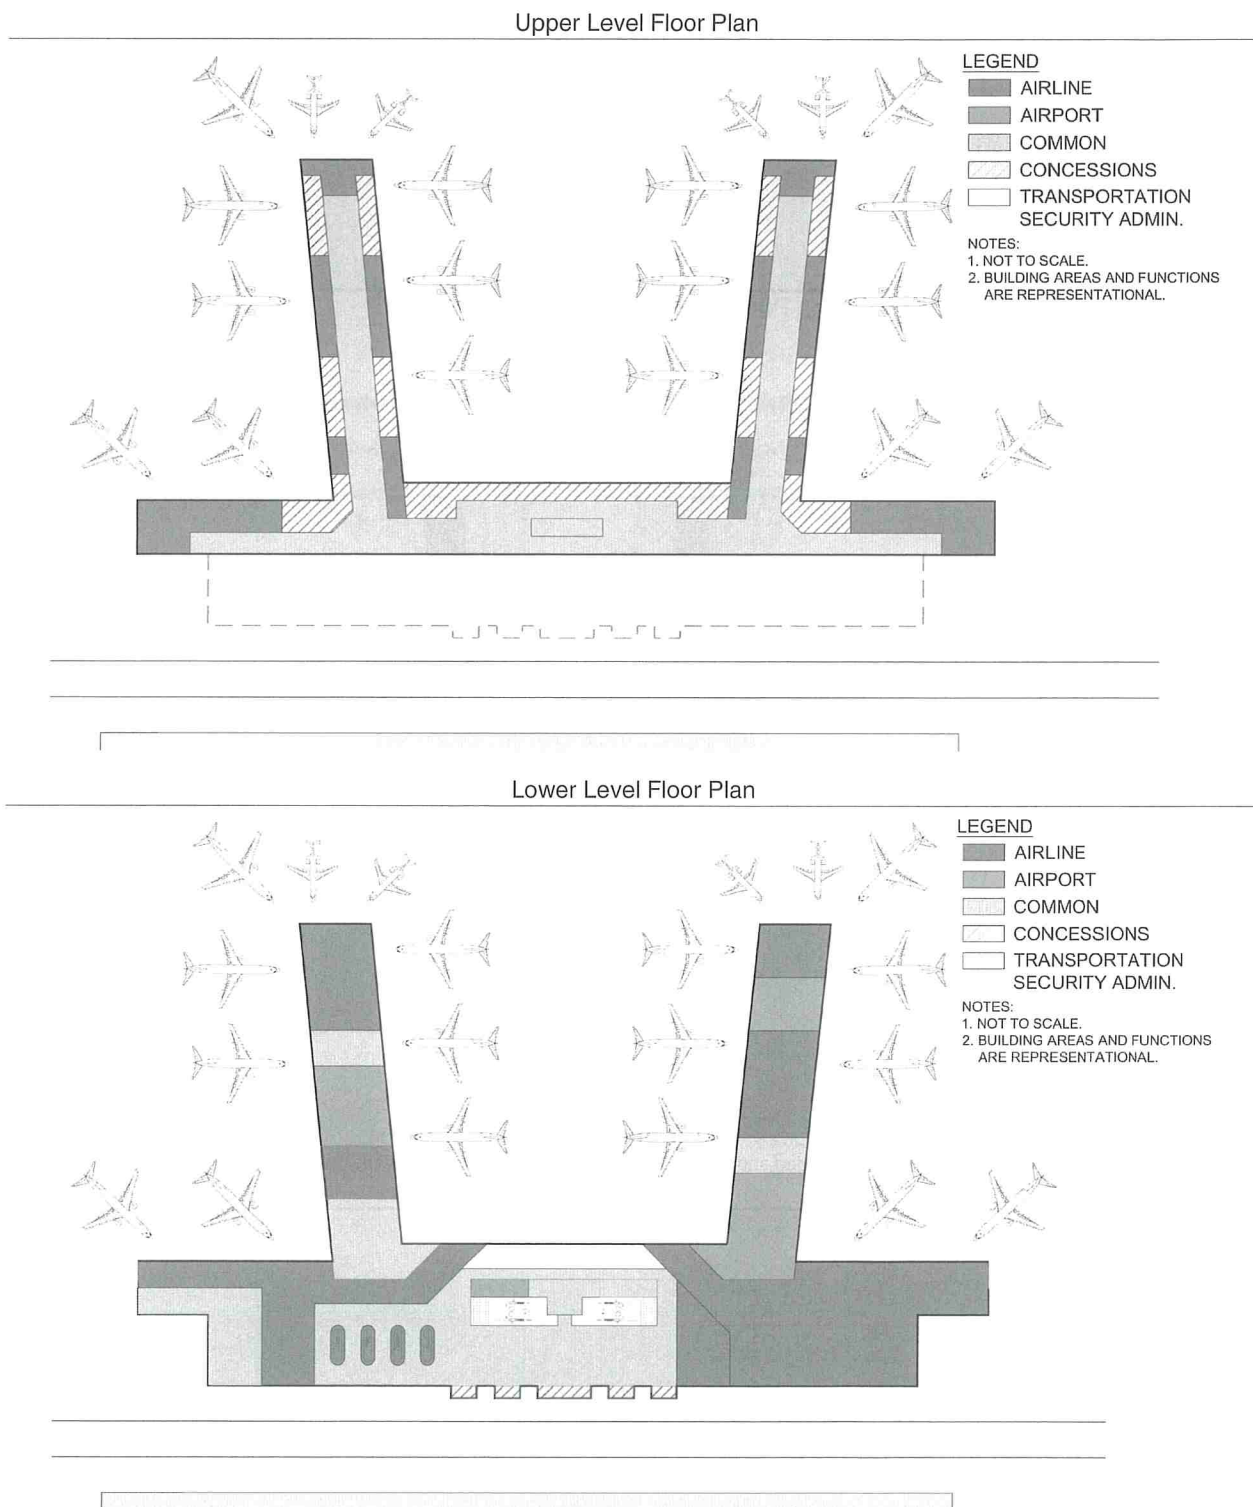 Upper Level Floor Plan
LEGEND
AIRLINE
AIRPORT
COMMON
CONCESSIONS
TRANSPORTATION
SECURITY ADMIN.
NOTES:
1. NOT TO SCALE.
2. BUILDING AREAS AND FUNCTIONS
ARE REPRESENTATIONAL.
Lower Level Floor Plan
LEGEND
AIRLINE
AIRPORT
COMMON
CONCESSIONS
TRANSPORTATION
SECURITY ADMIN.
NOTES:
1. NOT TO SCALE.
2. BUILDING AREAS AND FUNCTIONS
ARE REPRESENTATIONAL.